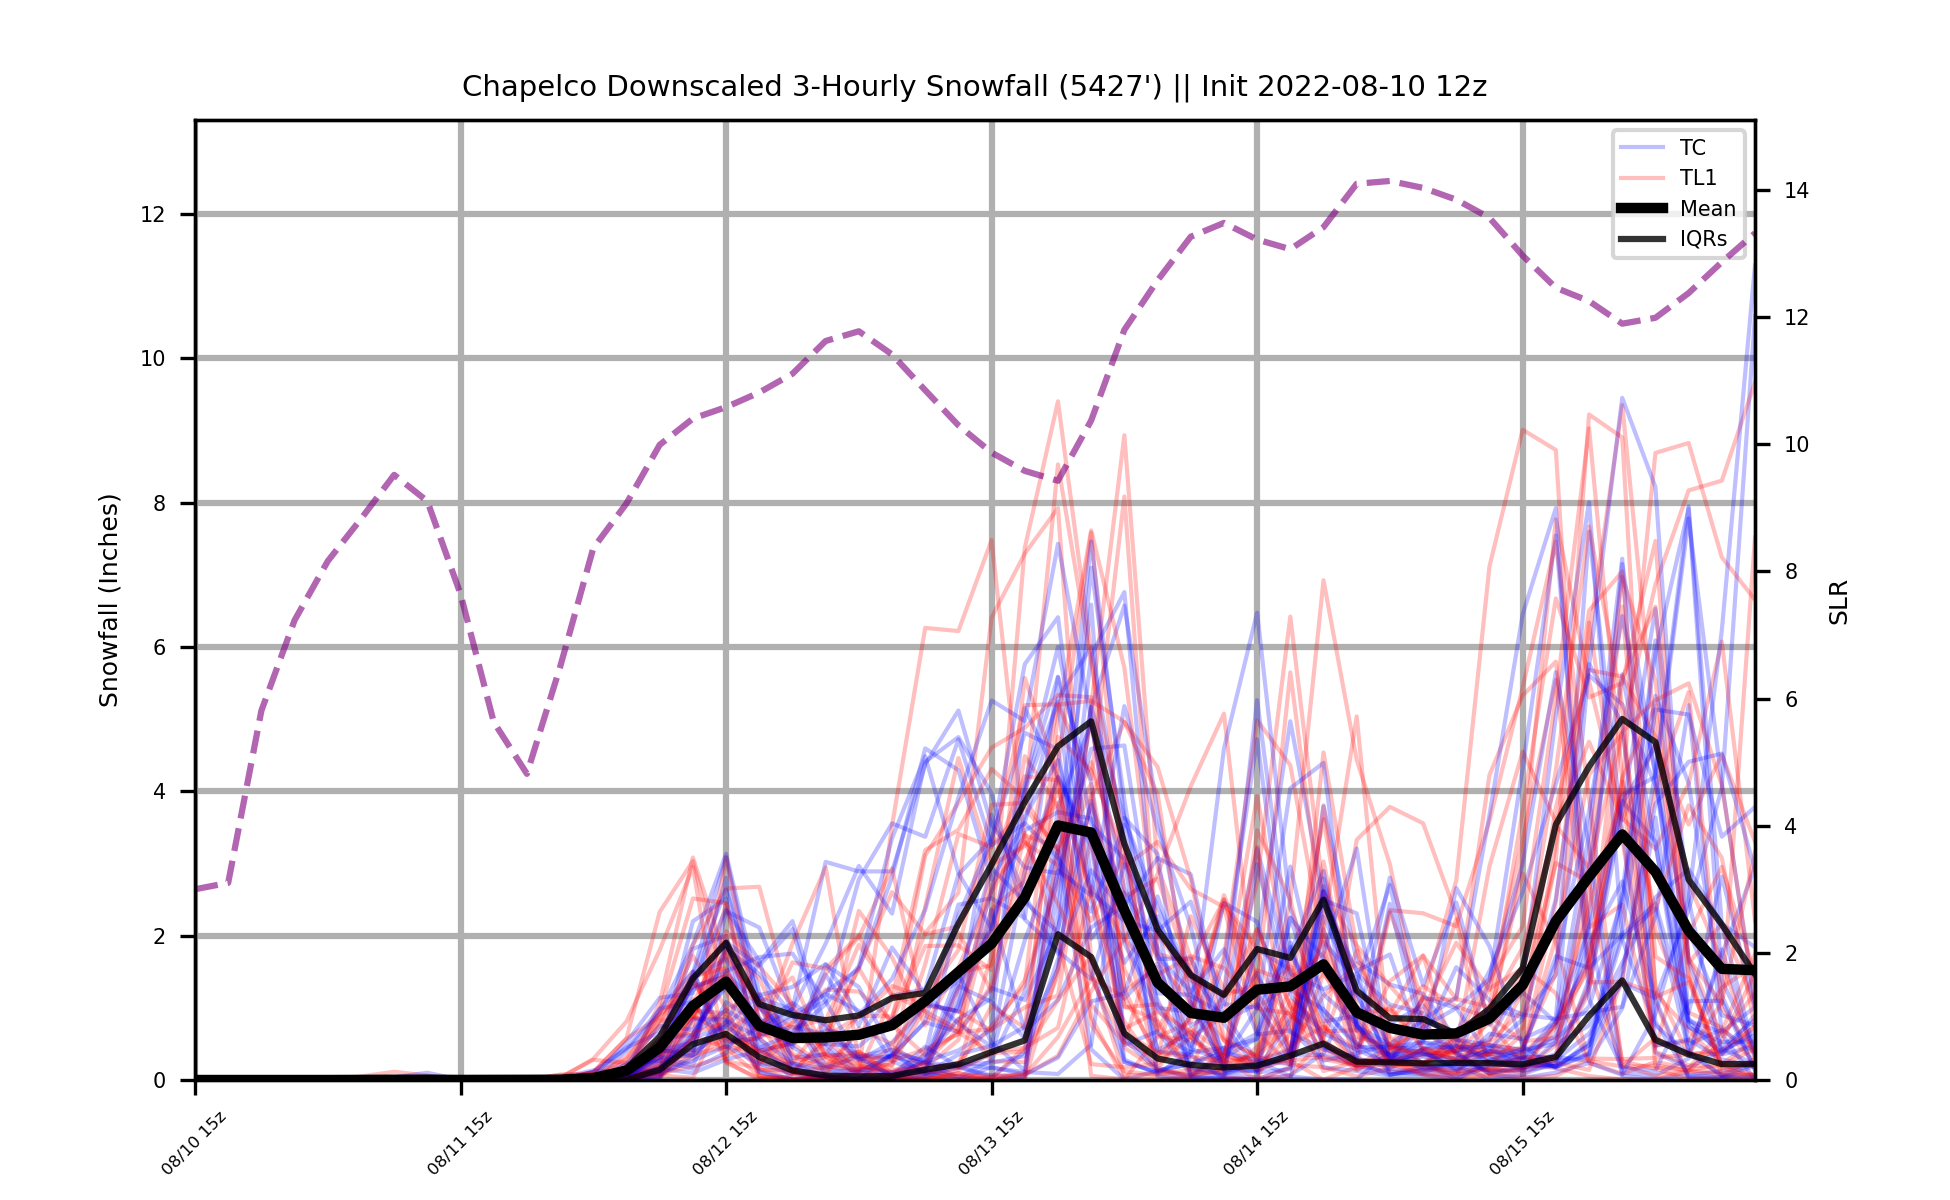 Chapelco Downscaled 3-Hourly Snowfall (5427') || Init 2022-08-10 12z
TC
TL1
Mean
IQRs
Snowfall (Inches)
12
10
8
6
4
2
0
14
12
10
8
6
4
2
0
SLR
08/10 15z
08/11 15z
08/12 15z
08/13 15z
08/14 15z
08/15 15z